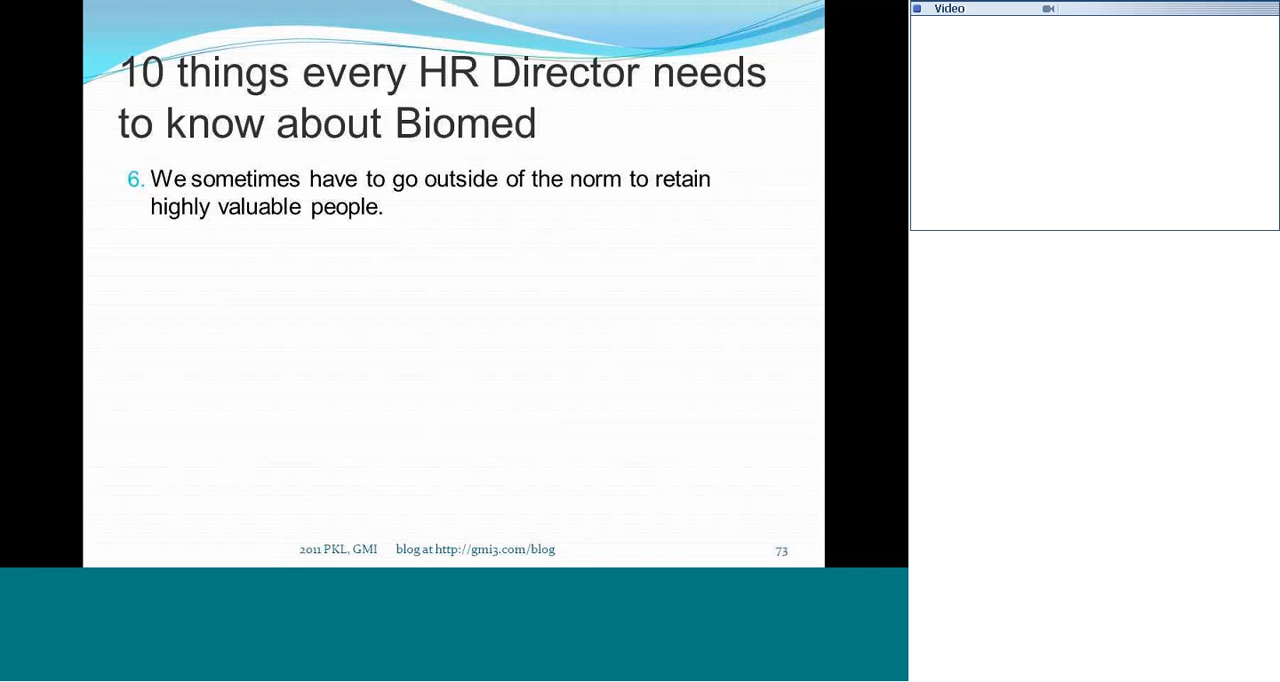 10 things every HR Director needs
to know about Biomed
6. We sometimes have to go outside of the norm to retain
highly valuable people.
2011 PKL, GMI blog at http://gmi3.com/blog
73
Video